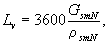 L_v = 3600 G_smN / ρ_smN,